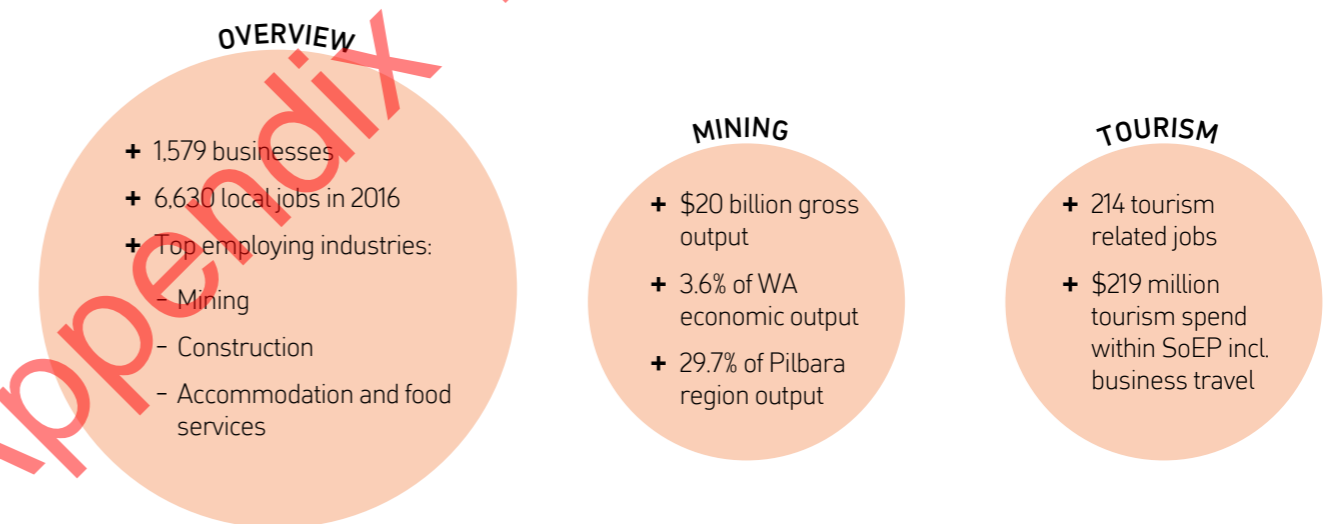 OVERVIEW
+ 1,579 businesses
+ 6,630 local jobs in 2016
+ Top employing industries:
– Mining
– Construction
– Accommodation and food
services
MINING
+ $20 billion gross
output
+ 3.6% of WA
economic output
+ 29.7% of Pilbara
region output
TOURISM
+ 214 tourism
related jobs
+ $219 million
tourism spend
within SoEP incl.
business travel
Appendix